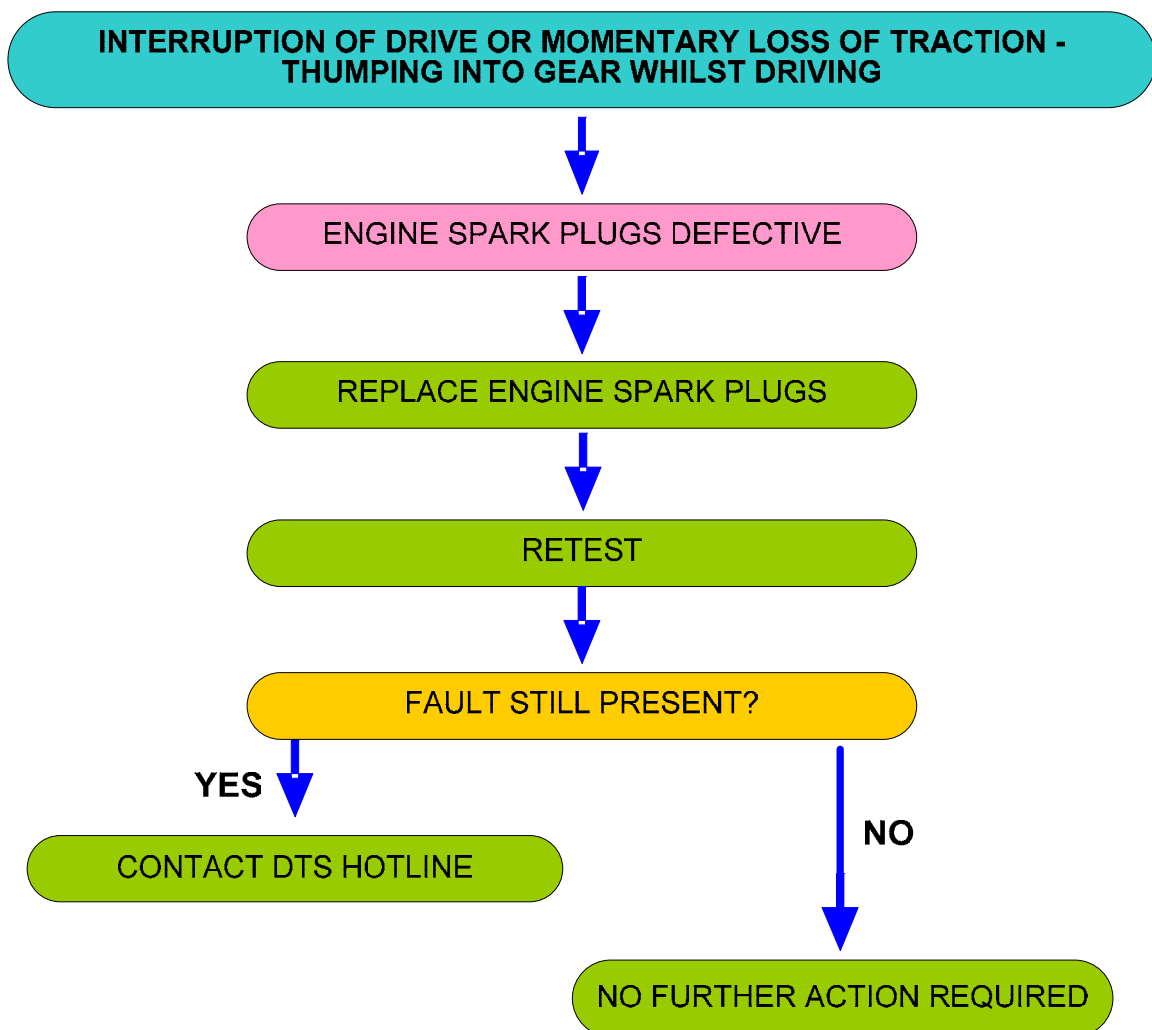 INTERRUPTION OF DRIVE OR MOMENTARY LOSS OF TRACTION -
THUMPING INTO GEAR WHILST DRIVING
ENGINE SPARK PLUGS DEFECTIVE
REPLACE ENGINE SPARK PLUGS
RETEST
FAULT STILL PRESENT?
YES
NO
CONTACT DTS HOTLINE
NO FURTHER ACTION REQUIRED